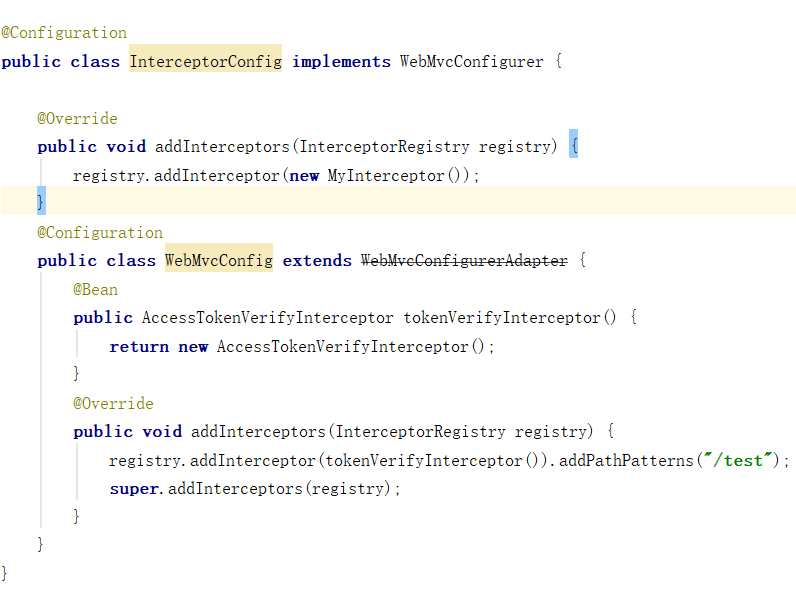 @Configuration
public class InterceptorConfig implements WebMvcConfigurer {
@Override
public void addInterceptors(InterceptorRegistry registry) {
registry.addInterceptor(new MyInterceptor());
}
@Configuration
public class WebMvcConfig extends WebMvcConfigurerAdapter {
@Bean
public AccessTokenVerifyInterceptor tokenVerifyInterceptor() {
return new AccessTokenVerifyInterceptor();
}
@Override
public void addInterceptors(InterceptorRegistry registry) {
registry.addInterceptor(tokenVerifyInterceptor()).addPathPatterns("/test");
super.addInterceptors(registry);
}
}
}